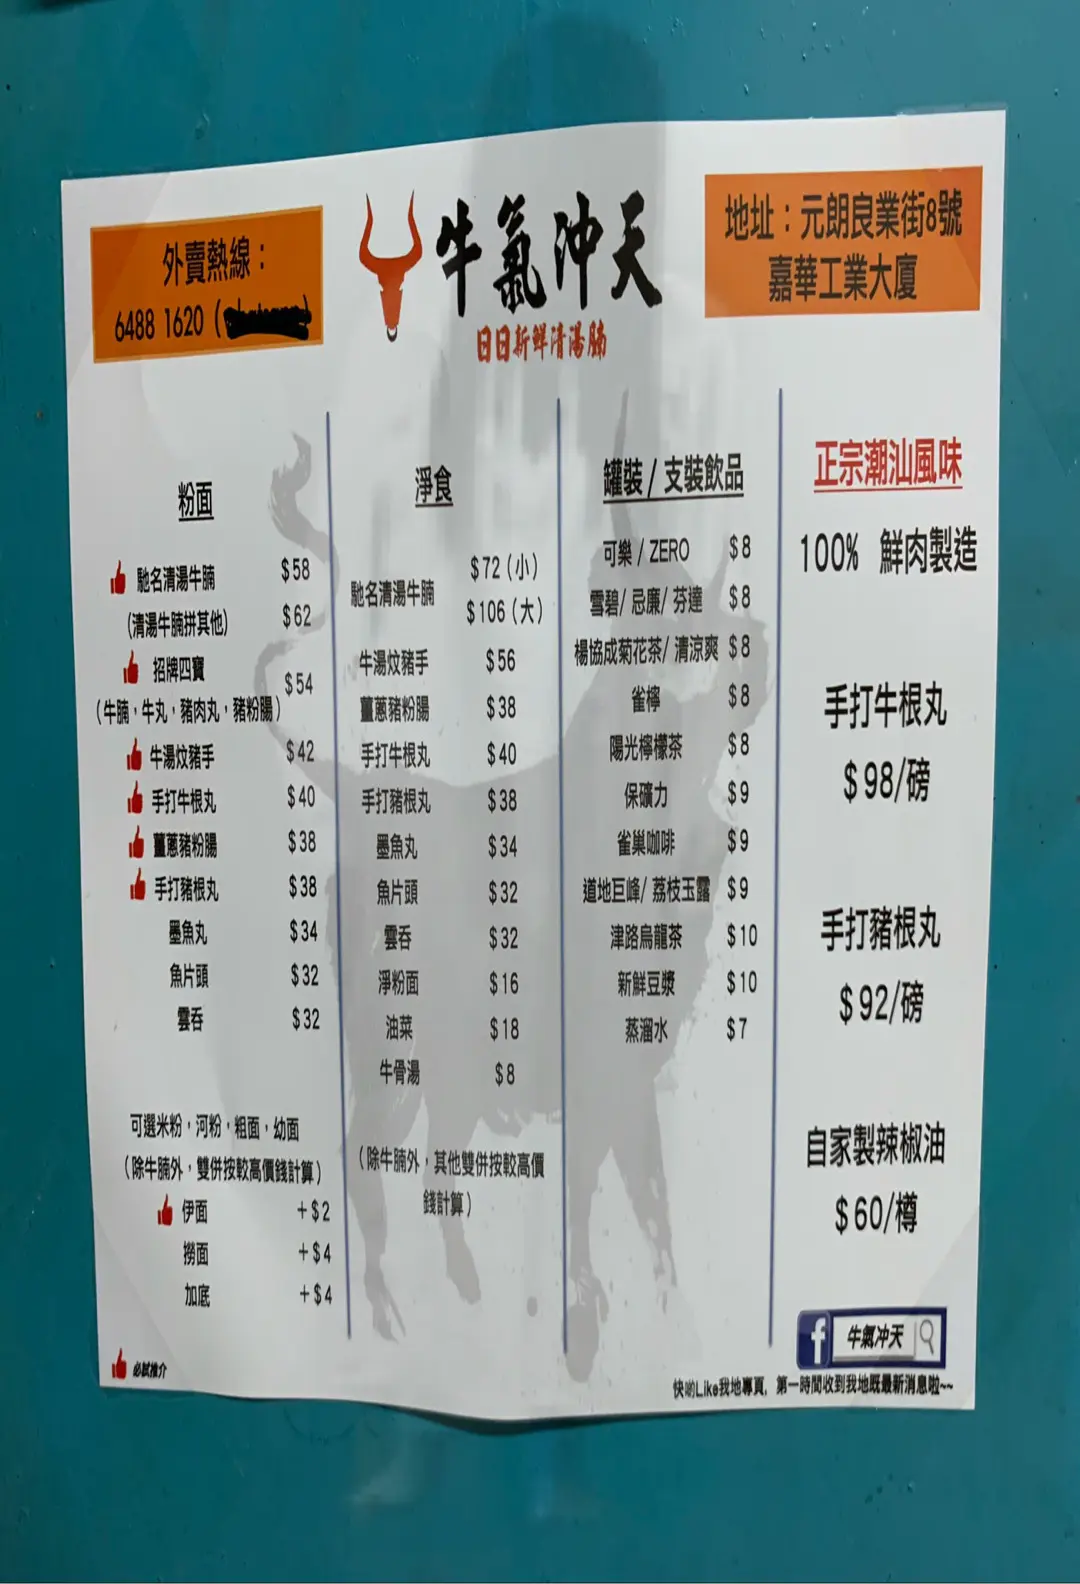 外賣熱線：
6488 1620 (
牛氣沖天
日日新鮮清湯腩
地址：元朗良業街8號
嘉華工業大廈
粉面
馳名清湯牛腩 $58
(清湯牛腩拼其他) $62
招牌四寶 $54
(牛腩，牛丸，豬肉丸，豬粉腸)
牛湯炆豬手 $42
手打牛根丸 $40
薑蔥豬粉腸 $38
手打豬根丸 $38
墨魚丸 $34
魚片頭 $32
雲吞 $32
可選米粉，河粉，粗面，幼面
(除牛腩外，雙併按較高價錢計算)
伊面 +$2
撈面 +$4
加底 +$4
必試推介
淨食
馳名清湯牛腩 $72 (小)
$106 (大)
牛湯炆豬手 $56
薑蔥豬粉腸 $38
手打牛根丸 $40
手打豬根丸 $38
墨魚丸 $34
魚片頭 $32
雲吞 $32
淨粉面 $16
油菜 $18
牛骨湯 $8
(除牛腩外，其他雙併按較高價
錢計算)
罐裝 / 支裝飲品
可樂 / ZERO $8
雪碧/ 忌廉/ 芬達 $8
楊協成菊花茶/ 清涼爽 $8
雀檸 $8
陽光檸檬茶 $8
保礦力 $9
雀巢咖啡 $9
道地巨峰/ 荔枝玉露 $9
津路烏龍茶 $10
新鮮豆漿 $10
蒸溜水 $7
正宗潮汕風味
100% 鮮肉製造
手打牛根丸
$98/磅
手打豬根丸
$92/磅
自家製辣椒油
$60/樽
f 牛氣沖天
快啲Like我地專頁，第一時間收到我地既最新消息啦~~